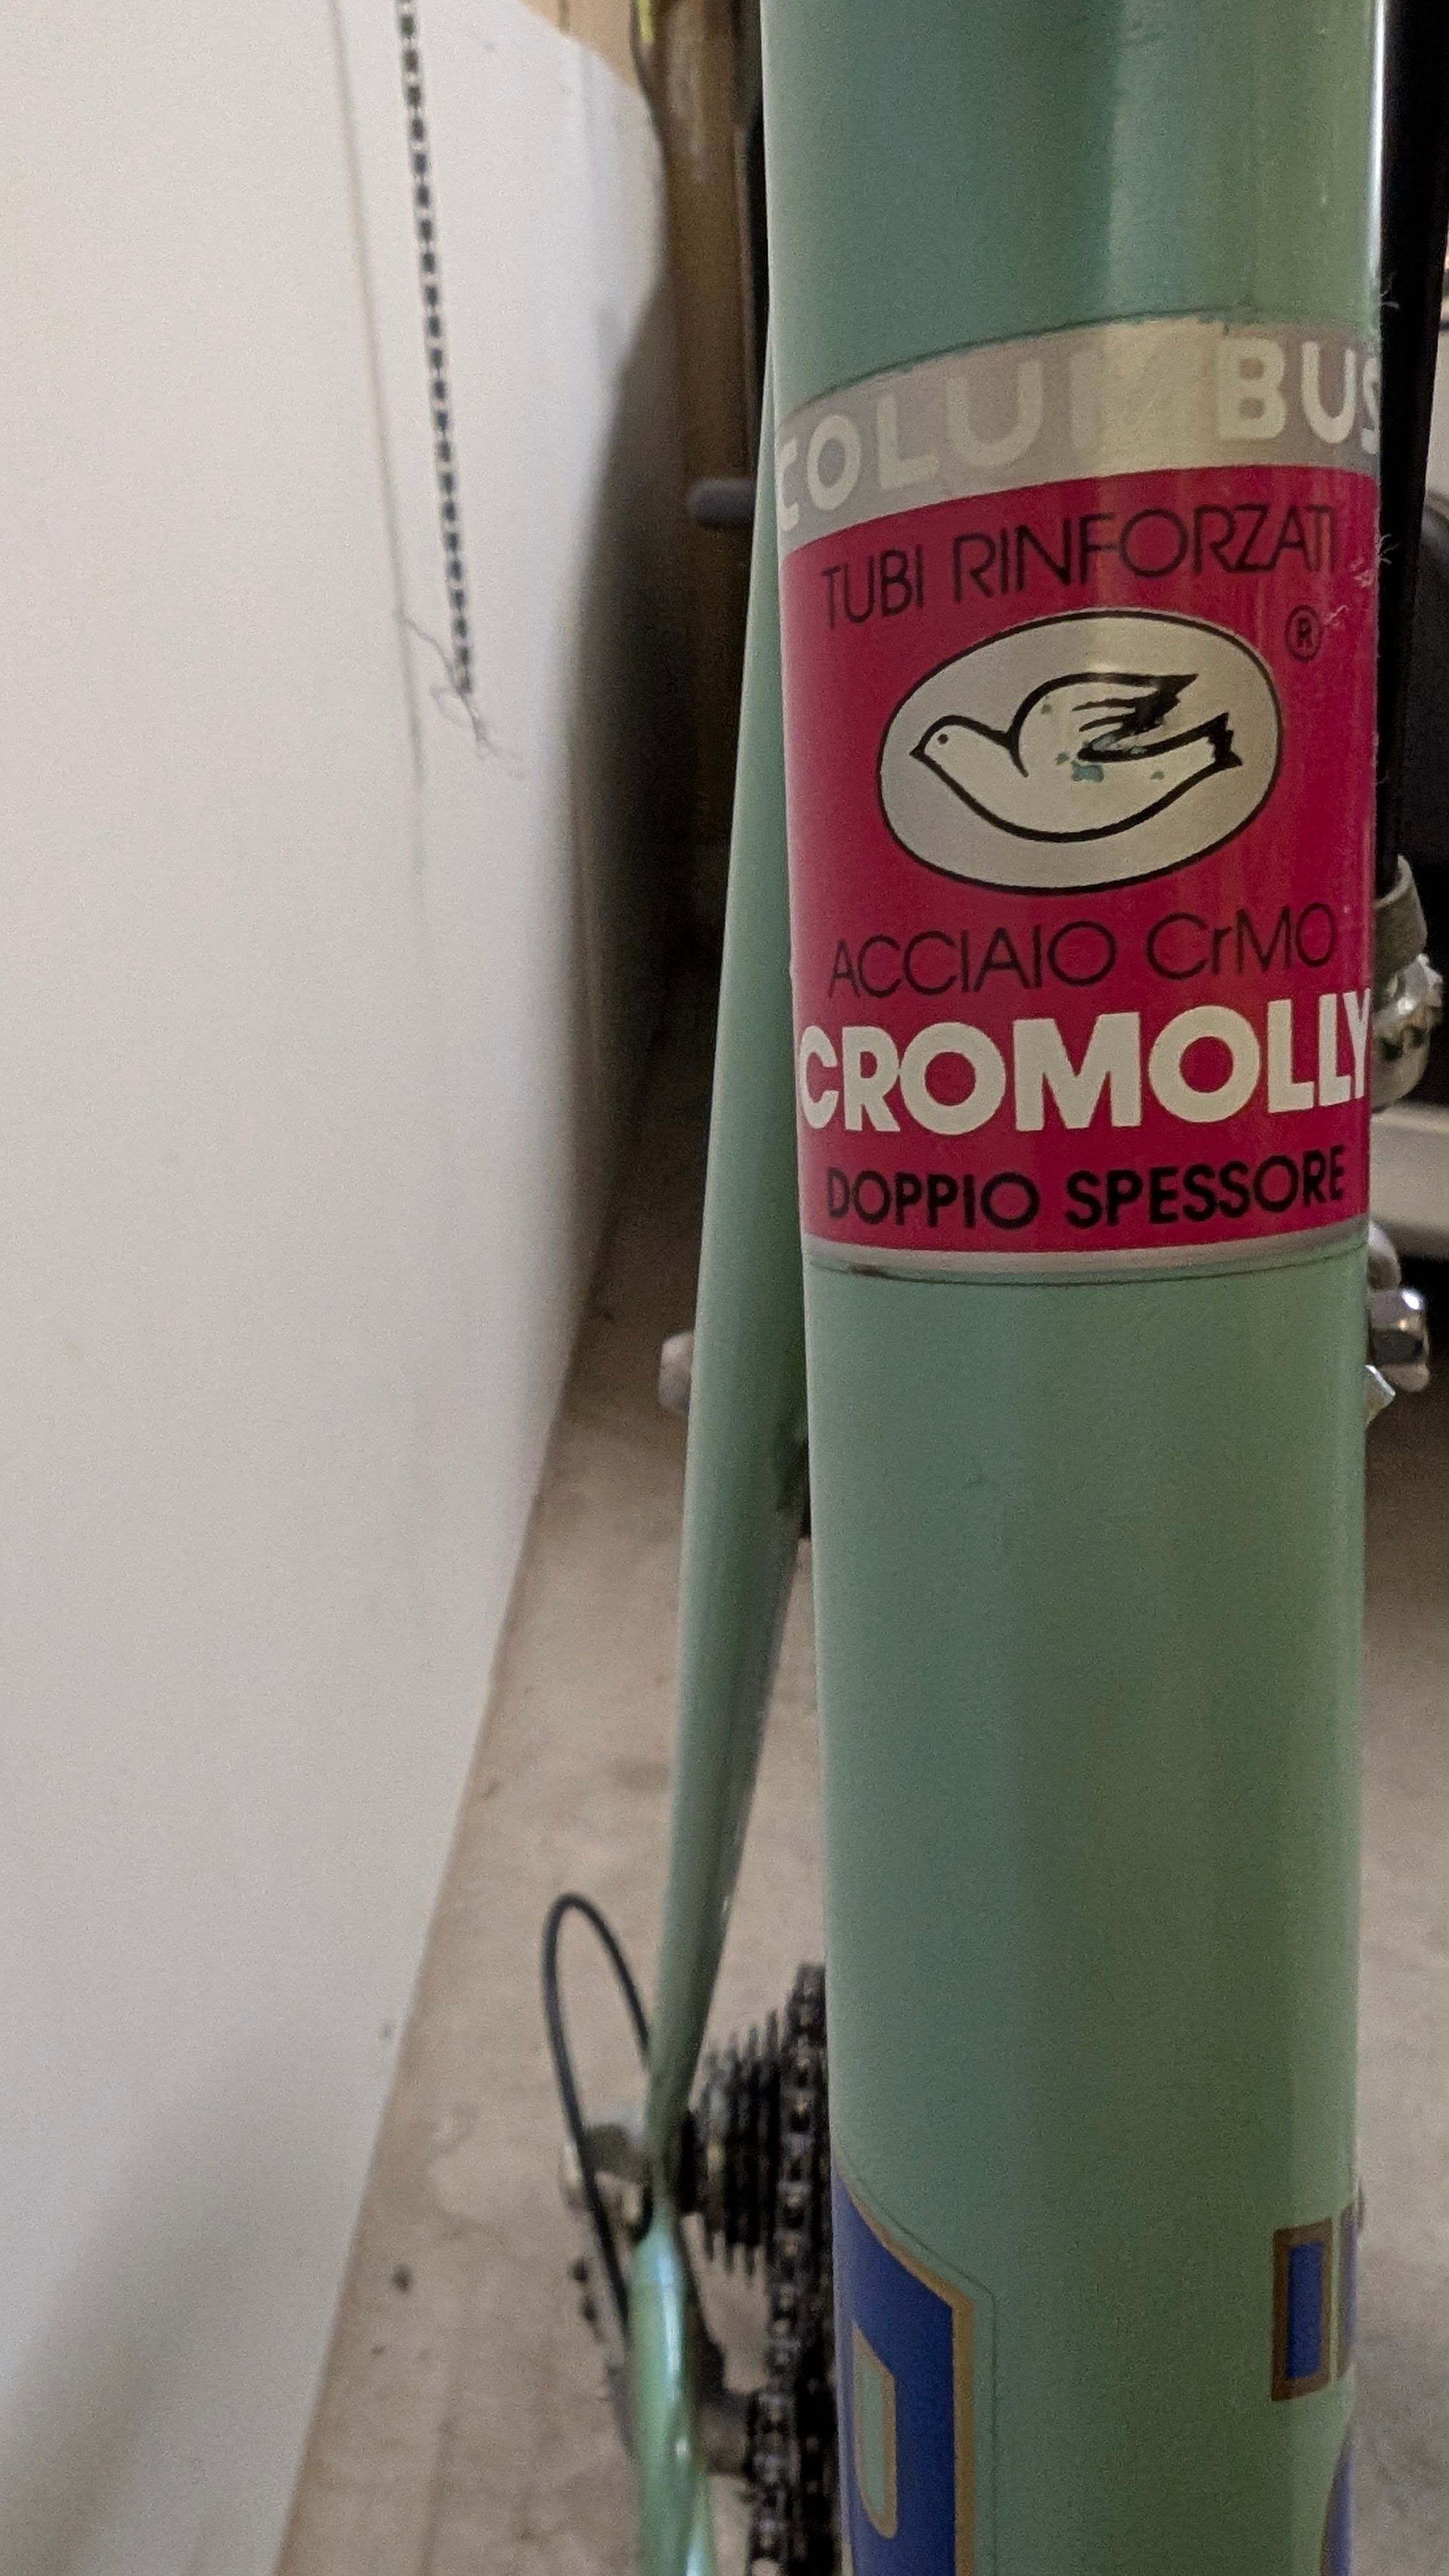 COLUMBUS
TUBI RINFORZATI
®
ACCIAIO CrMO
CROMOLLY
DOPPIO SPESSORE